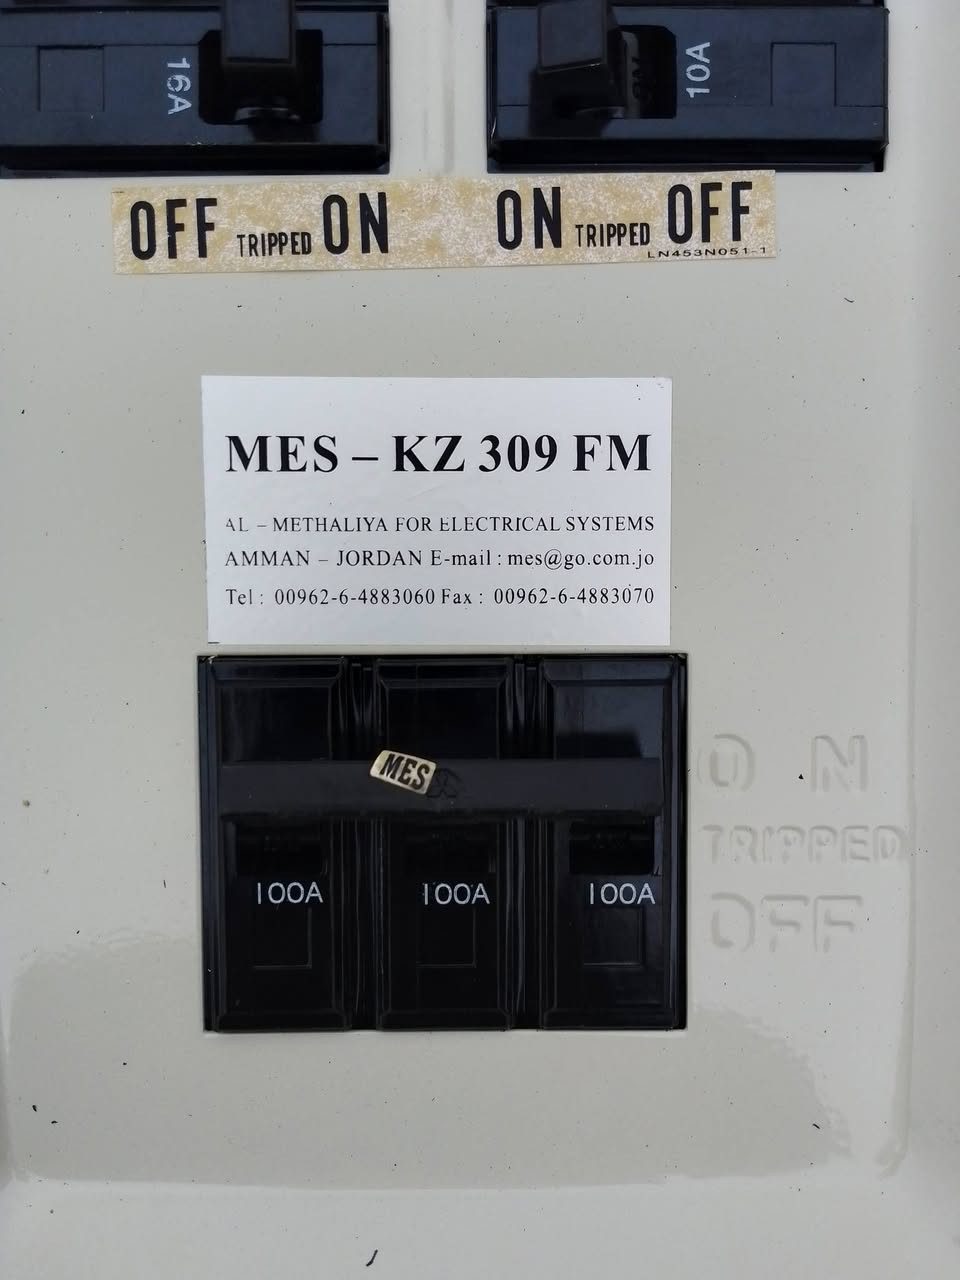 16A
10A
OFF TRIPPED ON ON TRIPPED OFF
LN453N051-1
MES – KZ 309 FM
AL – METHALIYA FOR ELECTRICAL SYSTEMS
AMMAN – JORDAN E-mail : mes@go.com.jo
Tel : 00962-6-4883060 Fax : 00962-6-4883070
MES
ON
TRIPPED
OFF
100A 100A 100A